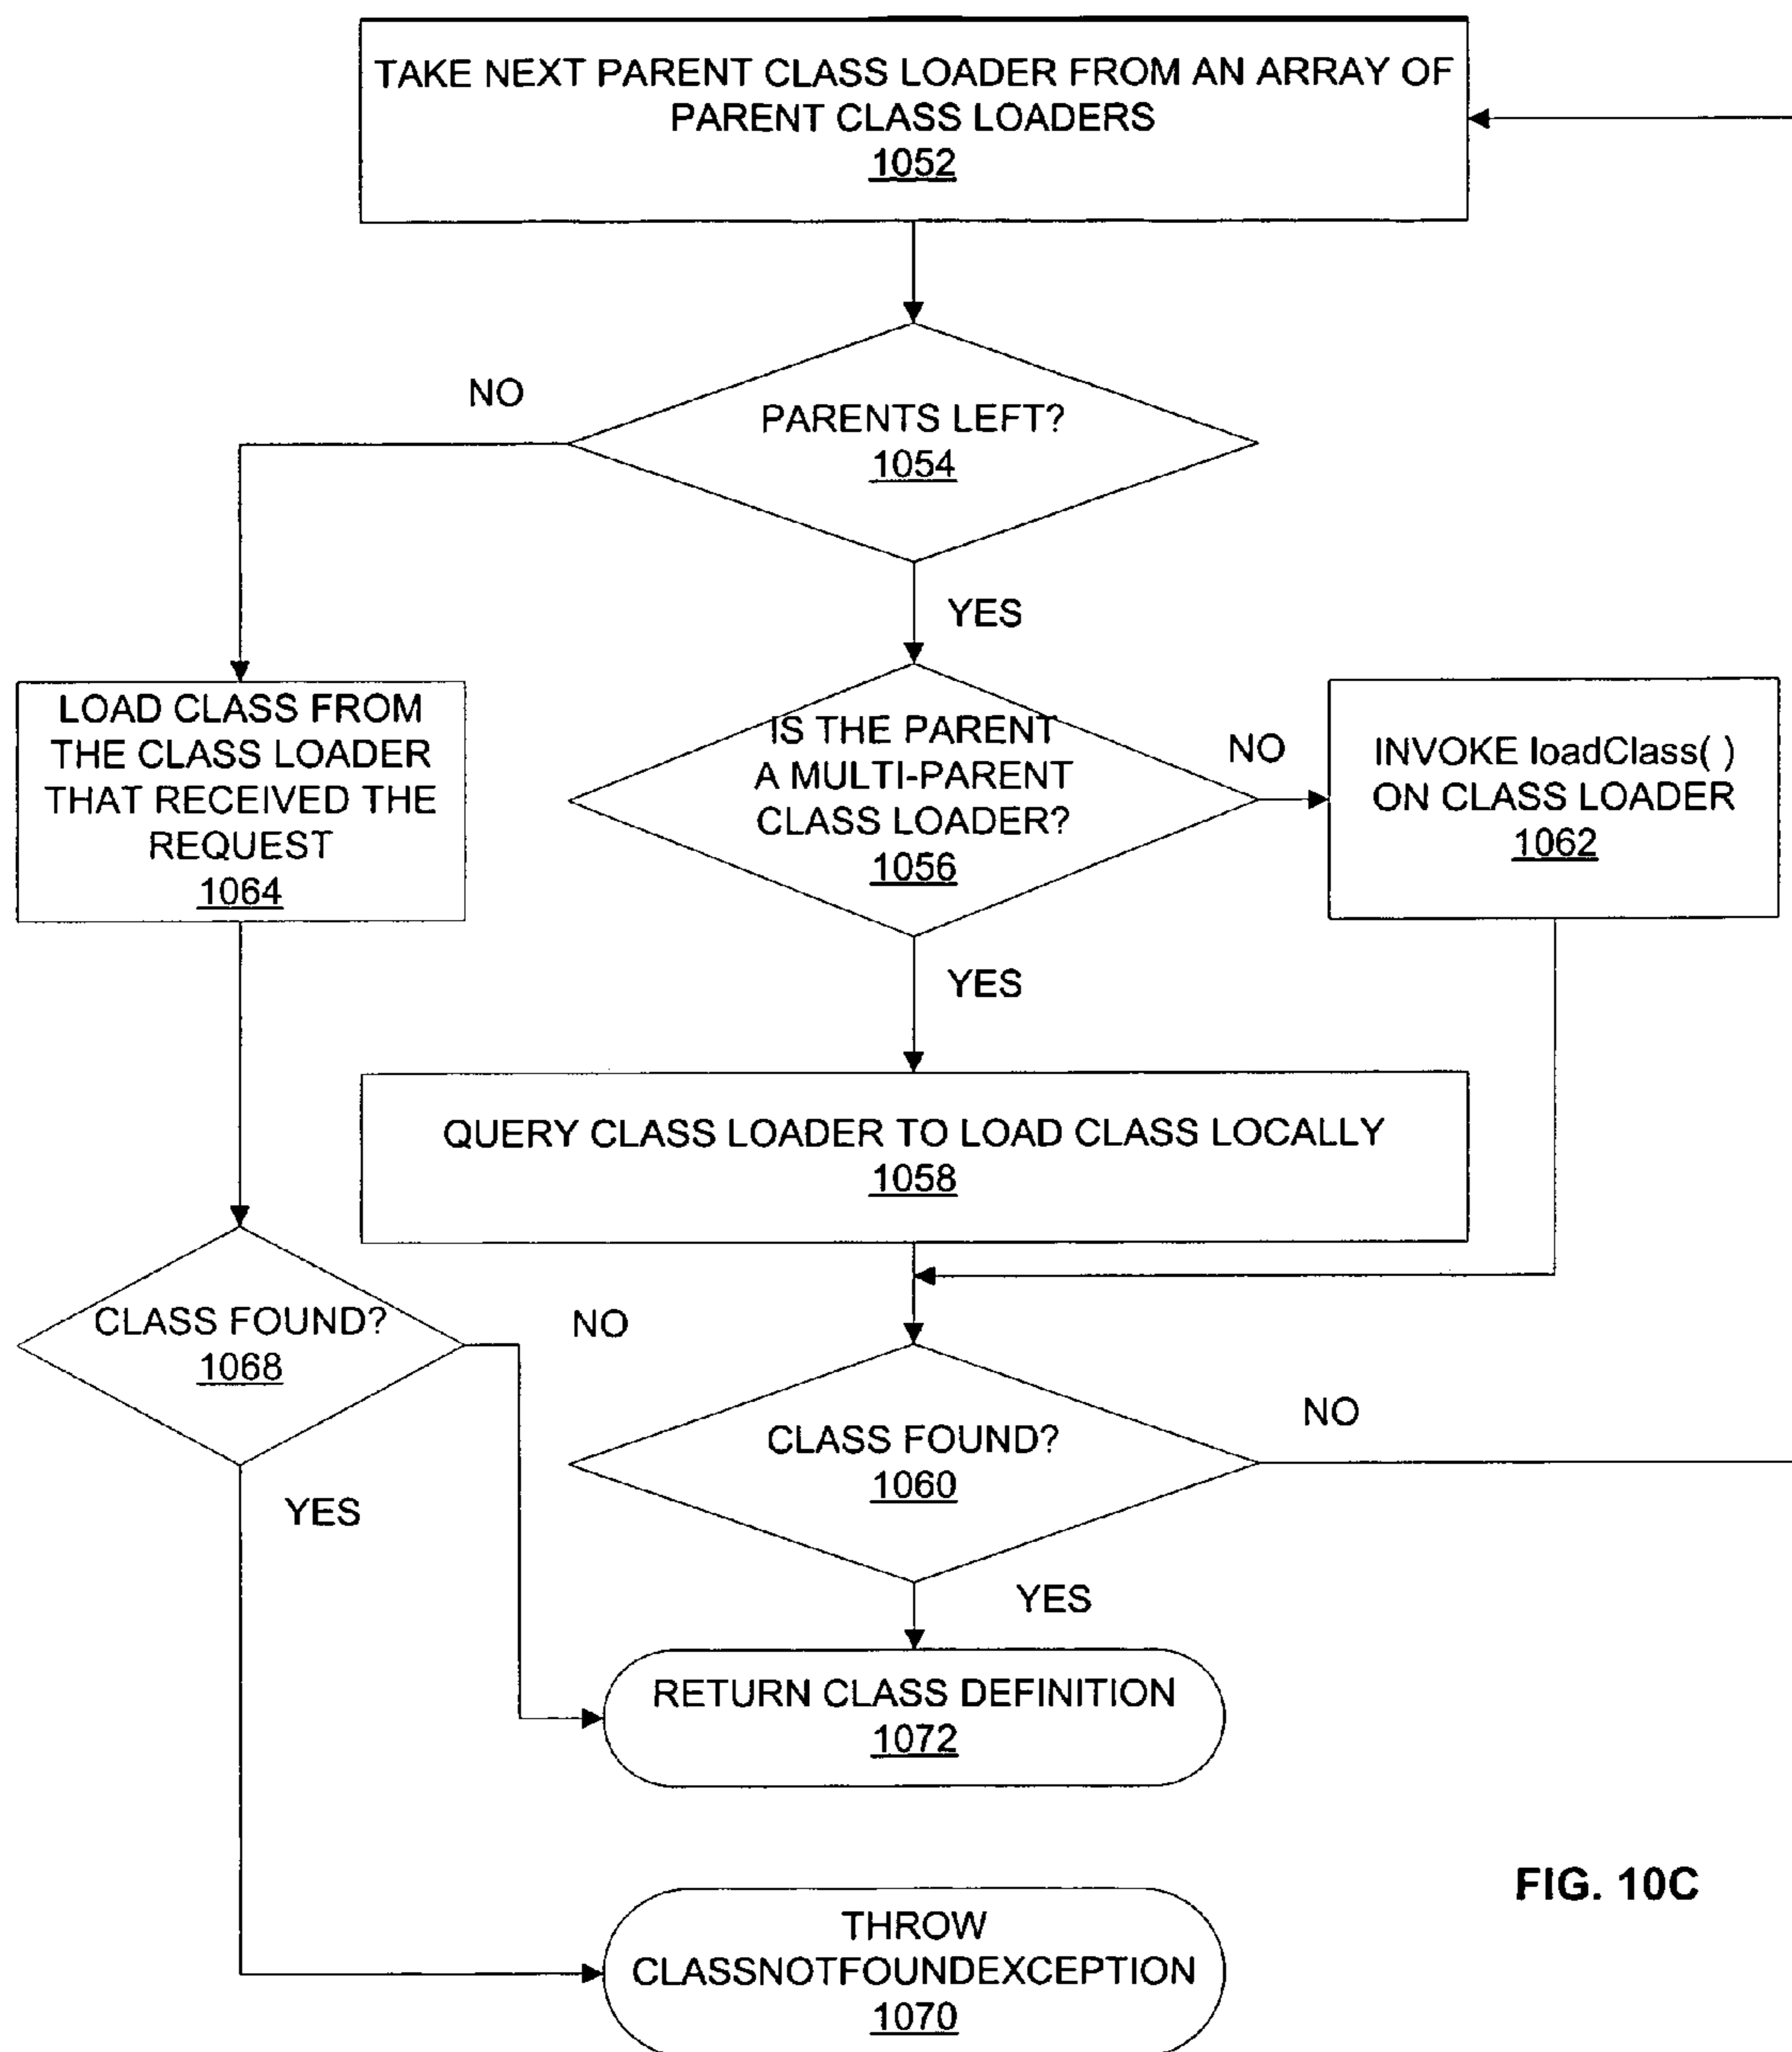 TAKE NEXT PARENT CLASS LOADER FROM AN ARRAY OF
PARENT CLASS LOADERS
1052
NO
PARENTS LEFT?
1054
YES
LOAD CLASS FROM
THE CLASS LOADER
THAT RECEIVED THE
REQUEST
1064
IS THE PARENT
A MULTI-PARENT
CLASS LOADER?
1056
NO
INVOKE loadClass( )
ON CLASS LOADER
1062
YES
QUERY CLASS LOADER TO LOAD CLASS LOCALLY
1058
CLASS FOUND?
1068
NO
YES
CLASS FOUND?
1060
NO
YES
RETURN CLASS DEFINITION
1072
THROW
CLASSNOTFOUNDEXCEPTION
1070
FIG. 10C